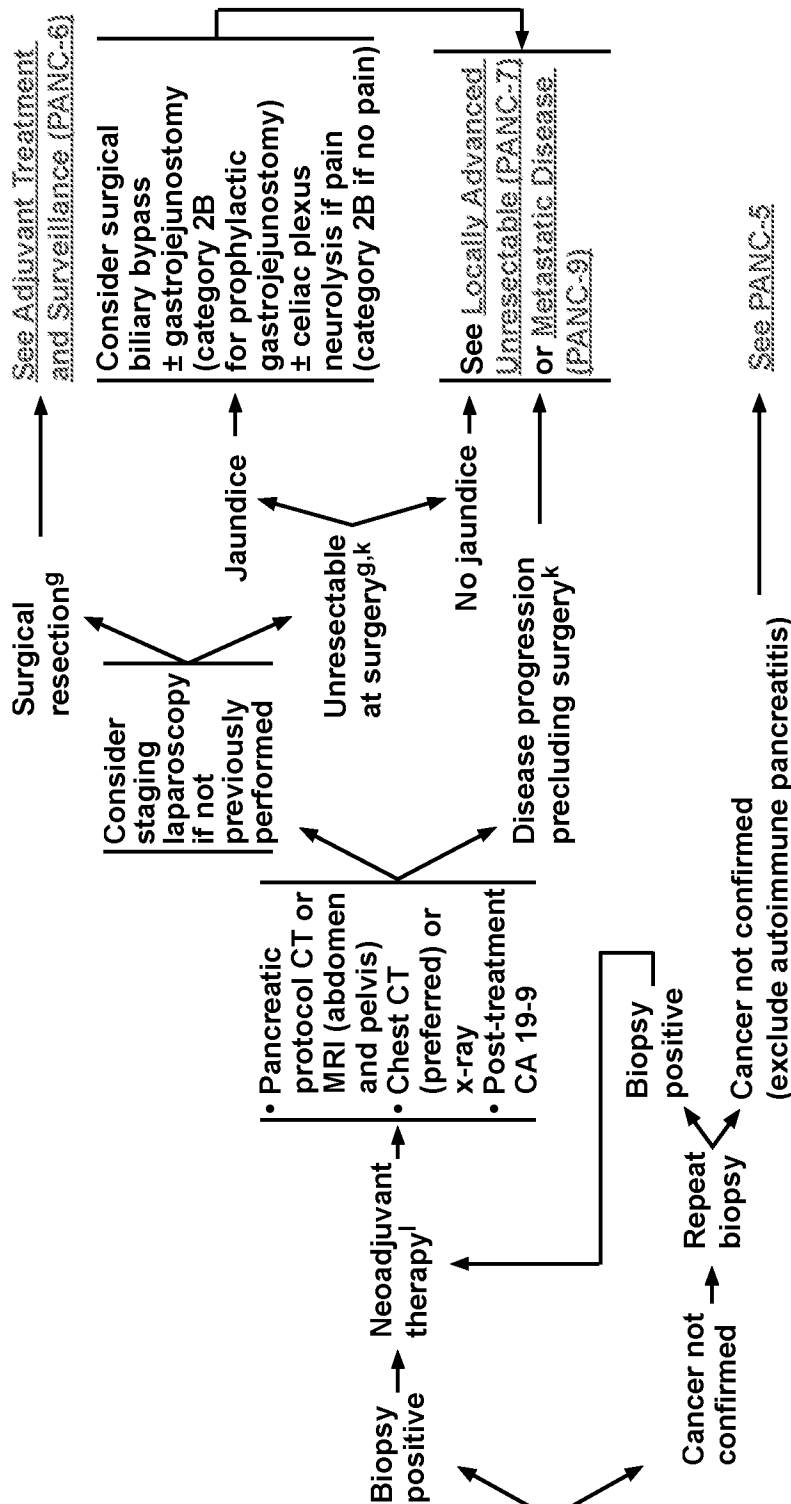 Biopsy
positive
Neoadjuvant
therapyˡ
• Pancreatic
protocol CT or
MRI (abdomen
and pelvis)
• Chest CT
(preferred) or
x-ray
• Post-treatment
CA 19-9
Consider
staging
laparoscopy
if not
previously
performed
Surgical
resectionᵍ
See Adjuvant Treatment
and Surveillance (PANC-6)
Unresectable
at surgeryᵍ,ᵏ
Jaundice
Consider surgical
biliary bypass
± gastrojejunostomy
(category 2B
for prophylactic
gastrojejunostomy)
± celiac plexus
neurolysis if pain
(category 2B if no pain)
No jaundice
See Locally Advanced
Unresectable (PANC-7)
or Metastatic Disease
(PANC-9)
Disease progression
precluding surgeryᵏ
Cancer not
confirmed
Repeat
biopsy
Biopsy
positive
Cancer not confirmed
(exclude autoimmune pancreatitis)
See PANC-5